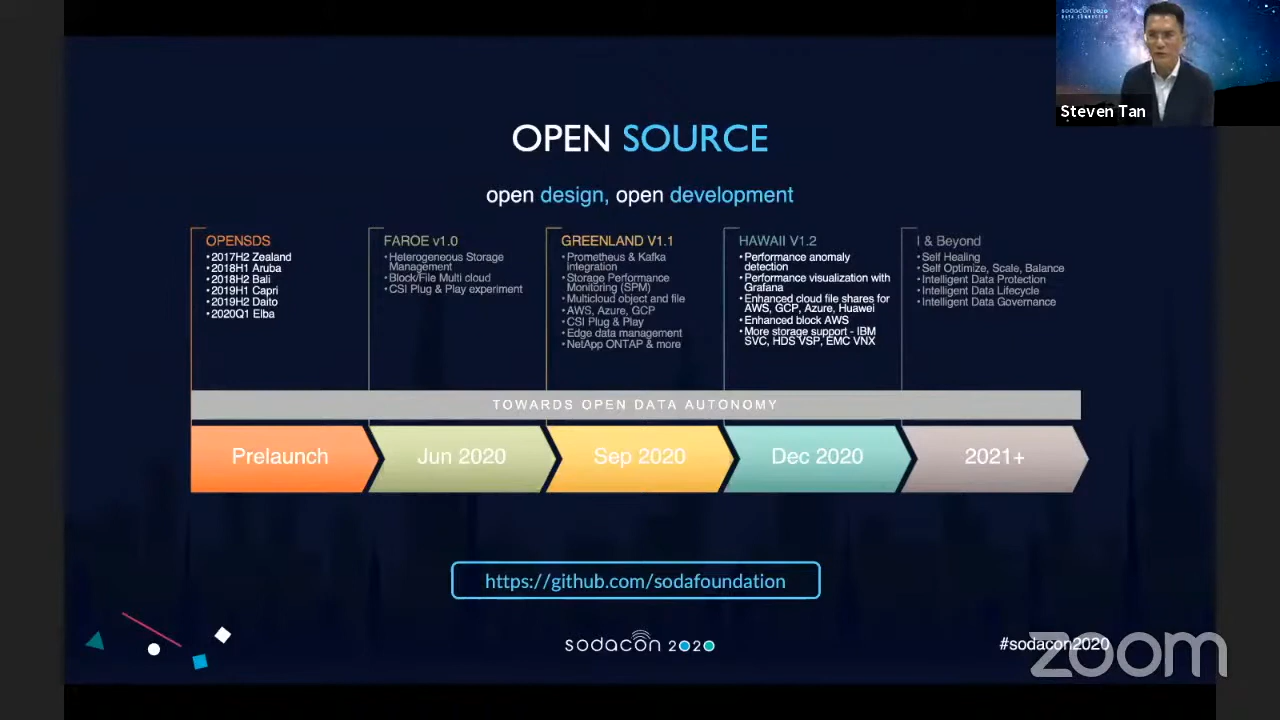 sodacon 2020
DATA CONNECTED
Steven Tan
OPEN SOURCE
open design, open development
OPENSDS
•2017H2 Zealand
•2018H1 Aruba
•2018H2 Bali
•2019H1 Capri
•2019H2 Daito
•2020Q1 Elba
FAROE v1.0
•Heterogeneous Storage
Management
•Block/File Multi cloud
•CSI Plug & Play experiment
GREENLAND V1.1
•Prometheus & Kafka
Integration
•Storage Performance
Monitoring (SPM)
•Multicloud object and file
•AWS, Azure, GCP
•CSI Plug & Play
•Edge data management
•NetApp ONTAP & more
HAWAII V1.2
•Performance anomaly
detection
•Performance visualization with
Grafana
•Enhanced cloud file shares for
AWS, GCP, Azure, Huawei
•Enhanced block AWS
•More storage support - IBM
SVC, HDS VSP, EMC VNX
I & Beyond
•Self Healing
•Self Optimize, Scale, Balance
•Intelligent Data Protection
•Intelligent Data Lifecycle
•Intelligent Data Governance
TOWARDS OPEN DATA AUTONOMY
Prelaunch
Jun 2020
Sep 2020
Dec 2020
2021+
https://github.com/sodafoundation
sodacon 2020
#sodacon2020
zoom